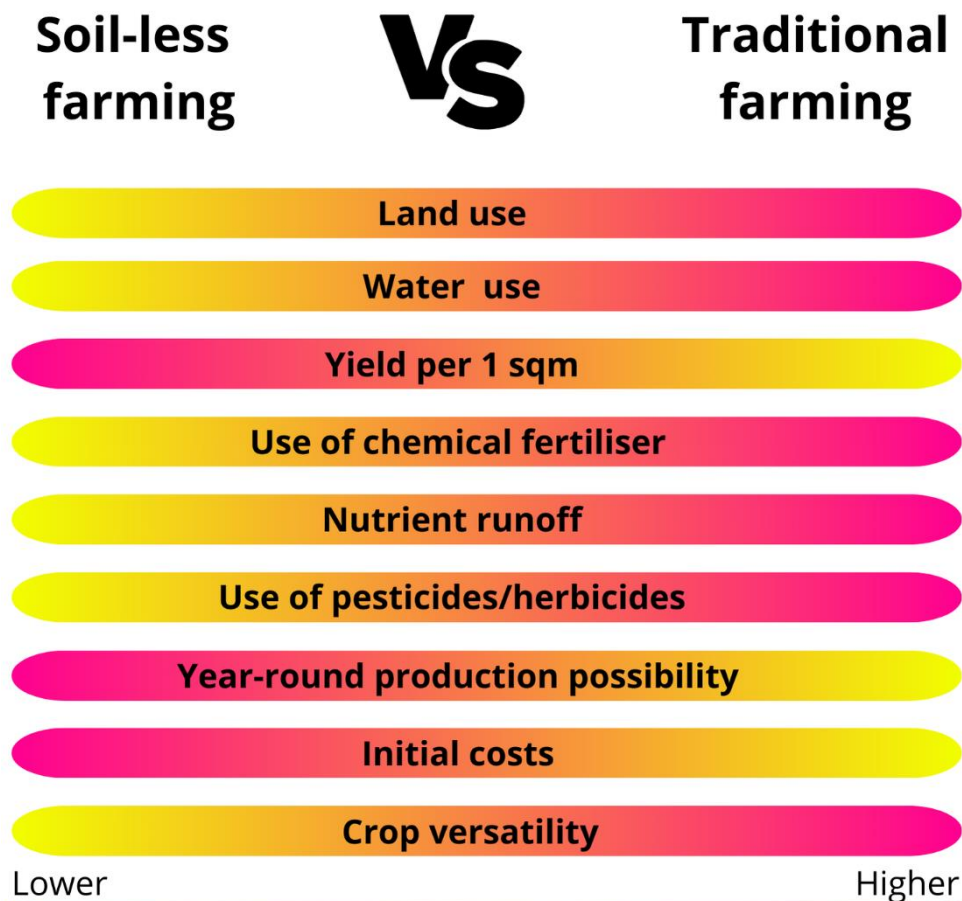 Soil-less
farming
VS
Traditional
farming
Land use
Water use
Yield per 1 sqm
Use of chemical fertiliser
Nutrient runoff
Use of pesticides/herbicides
Year-round production possibility
Initial costs
Crop versatility
Lower
Higher